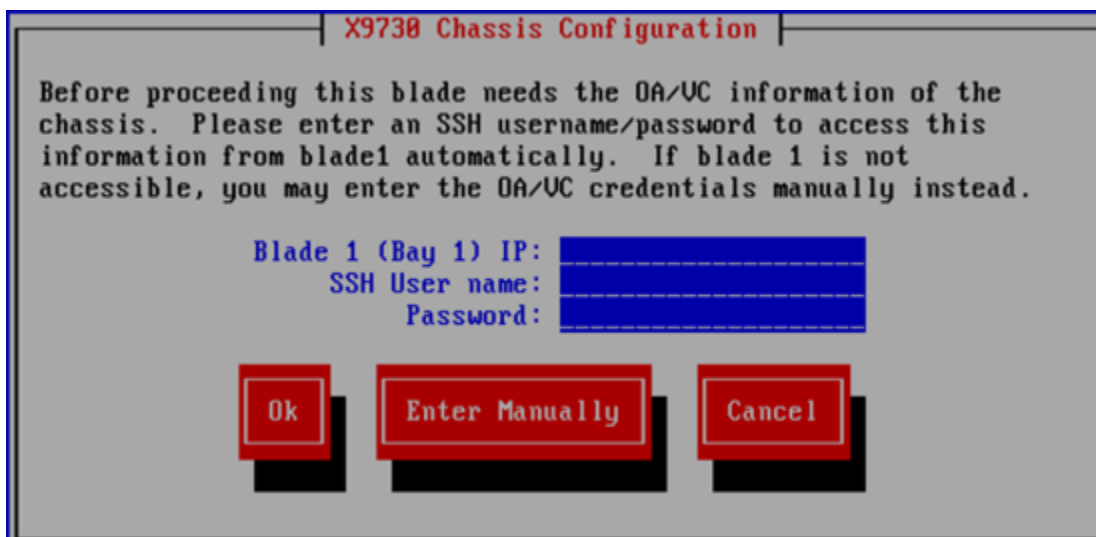 X9730 Chassis Configuration
Before proceeding this blade needs the OA/VC information of the
chassis.  Please enter an SSH username/password to access this
information from blade1 automatically.  If blade 1 is not
accessible, you may enter the OA/VC credentials manually instead.
Blade 1 (Bay 1) IP:
SSH User name:
Password:
Ok Enter Manually Cancel